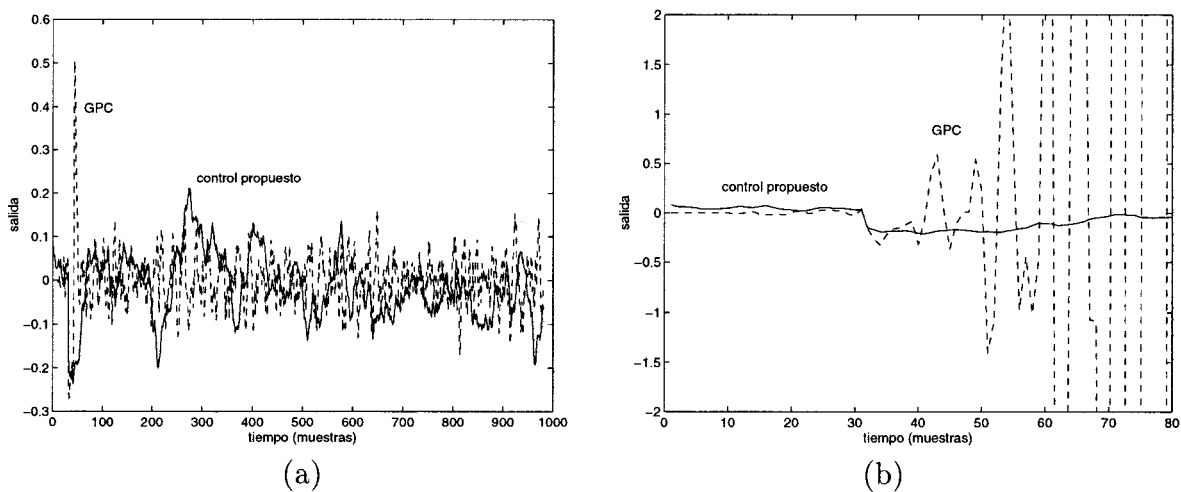 0.6
0.5
0.4
0.3
0.2
0.1
0
−0.1
−0.2
−0.3
salida
GPC
control propuesto
0 100 200 300 400 500 600 700 800 900 1000
tiempo (muestras)
(a)
2
1.5
1
0.5
0
−0.5
−1
−1.5
−2
salida
GPC
control propuesto
0 10 20 30 40 50 60 70 80
tiempo (muestras)
(b)